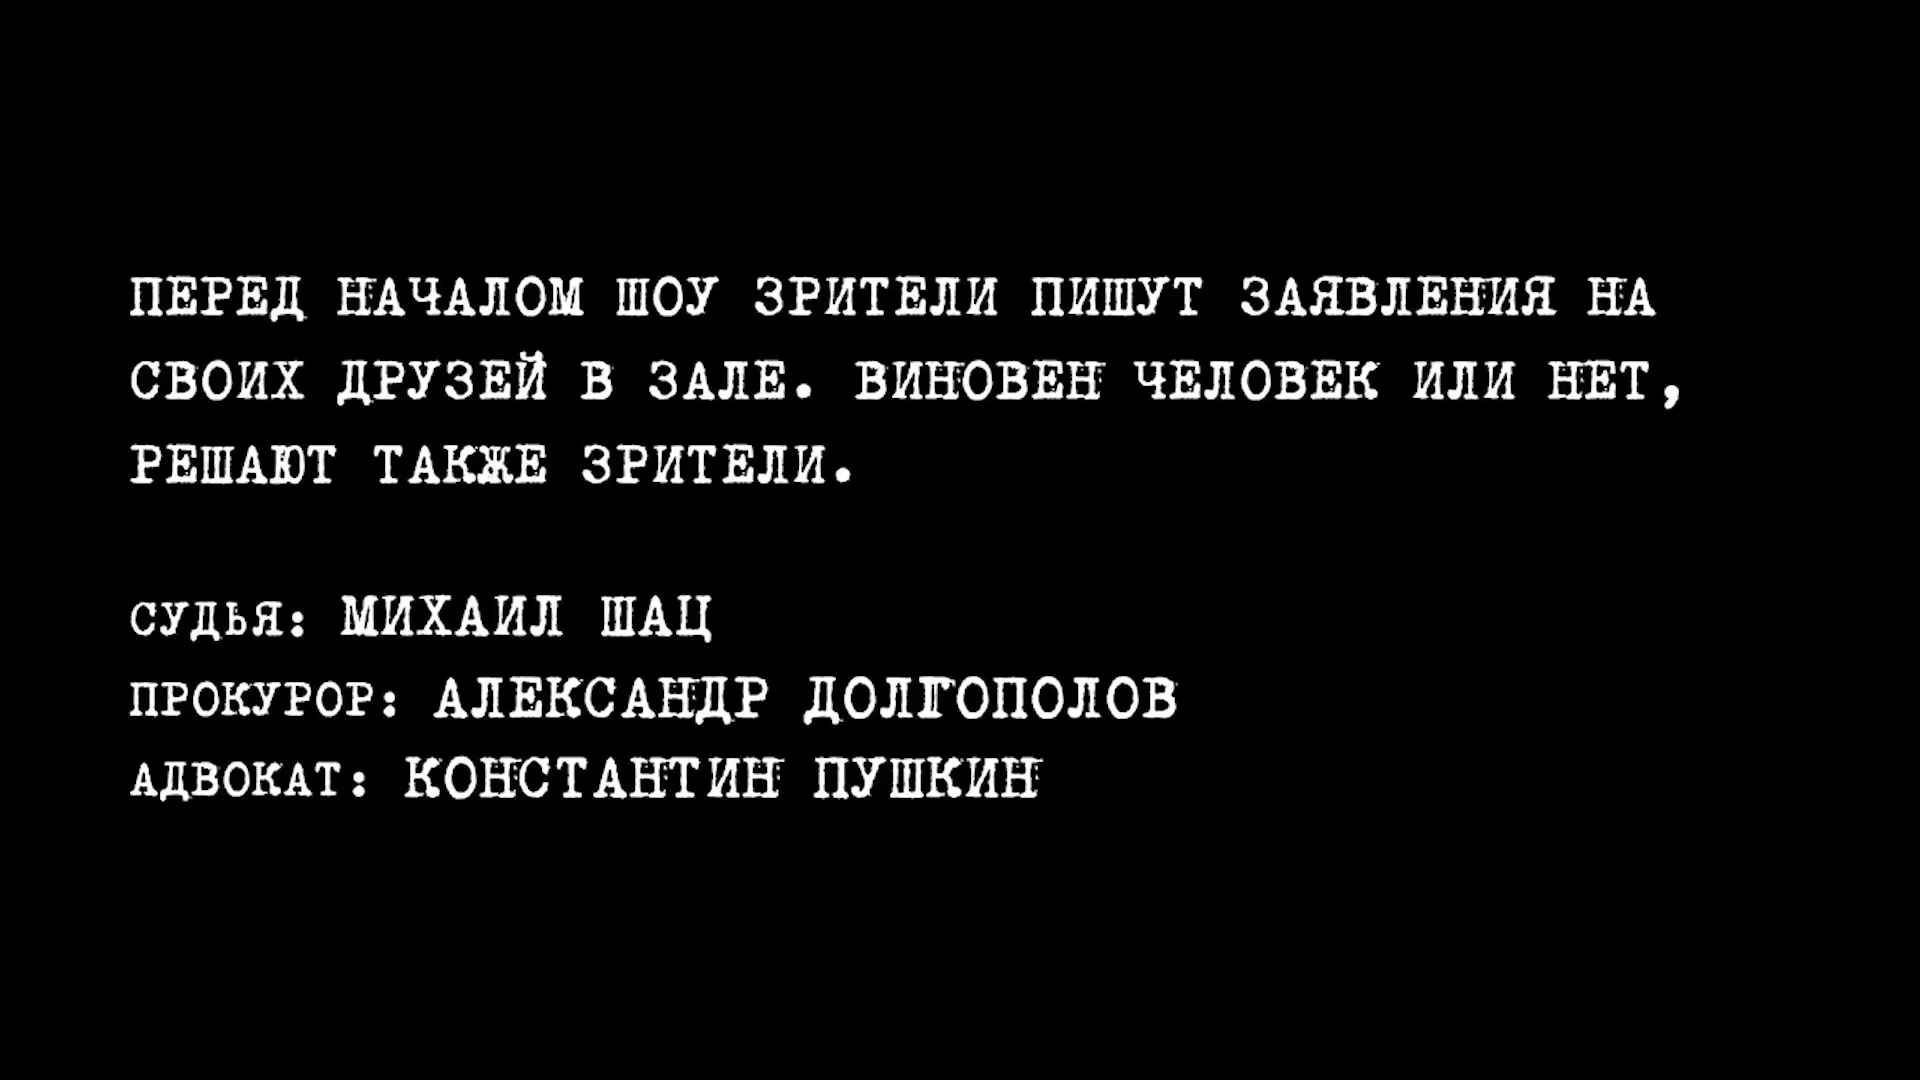 ПЕРЕД НАЧАЛОМ ШОУ ЗРИТЕЛИ ПИШУТ ЗАЯВЛЕНИЯ НА
СВОИХ ДРУЗЕЙ В ЗАЛЕ. ВИНОВЕН ЧЕЛОВЕК ИЛИ НЕТ,
РЕШАЮТ ТАКЖЕ ЗРИТЕЛИ.
СУДЬЯ: МИХАИЛ ШАЦ
ПРОКУРОР: АЛЕКСАНДР ДОЛГОПОЛОВ
АДВОКАТ: КОНСТАНТИН ПУШКИН